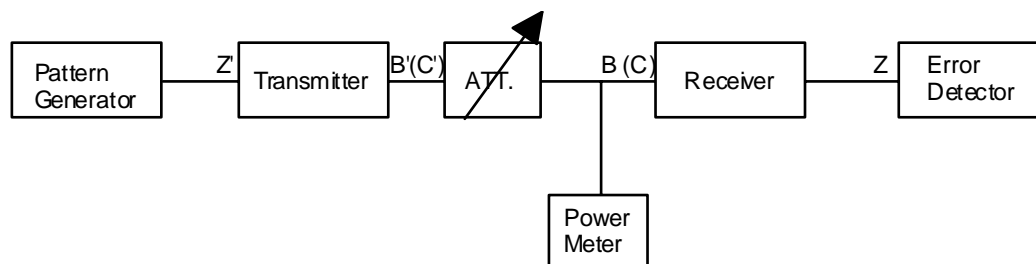 Pattern
Generator
Z'
Transmitter
B'(C')
ATT.
B (C)
Receiver
Z
Error
Detector
Power
Meter